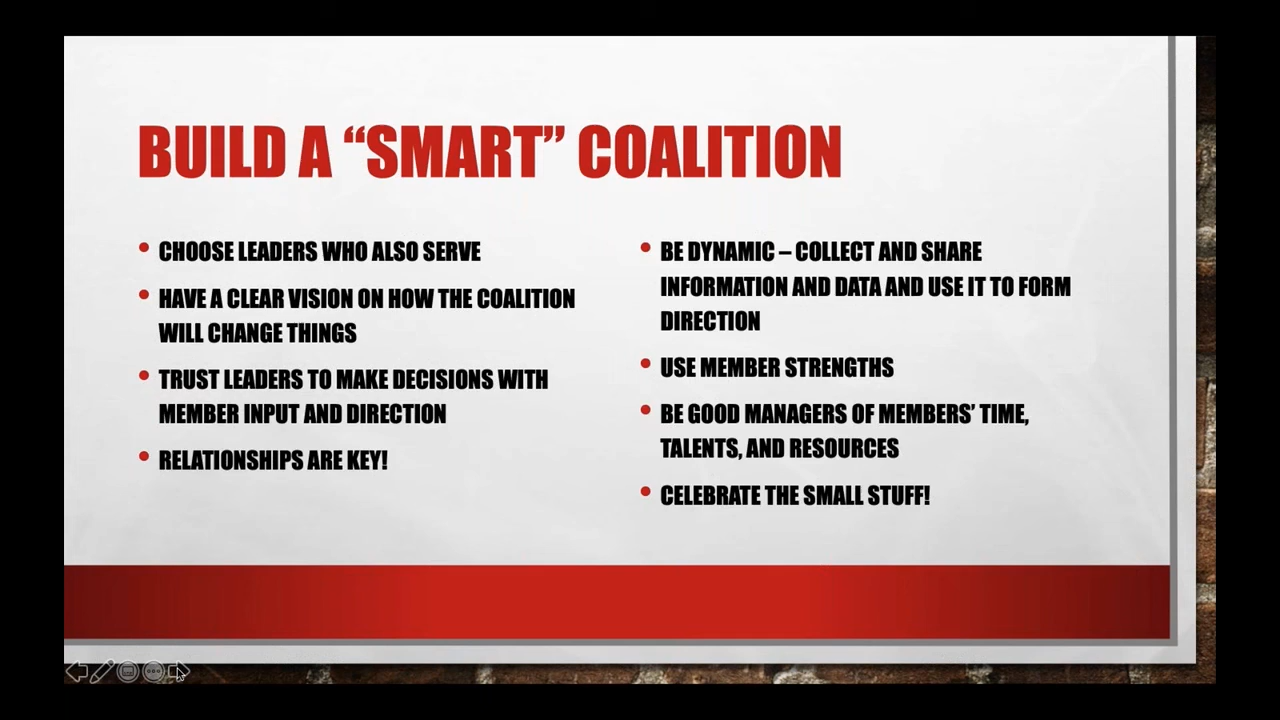 BUILD A “SMART” COALITION
• CHOOSE LEADERS WHO ALSO SERVE
• HAVE A CLEAR VISION ON HOW THE COALITION
WILL CHANGE THINGS
• TRUST LEADERS TO MAKE DECISIONS WITH
MEMBER INPUT AND DIRECTION
• RELATIONSHIPS ARE KEY!
• BE DYNAMIC – COLLECT AND SHARE
INFORMATION AND DATA AND USE IT TO FORM
DIRECTION
• USE MEMBER STRENGTHS
• BE GOOD MANAGERS OF MEMBERS’ TIME,
TALENTS, AND RESOURCES
• CELEBRATE THE SMALL STUFF!